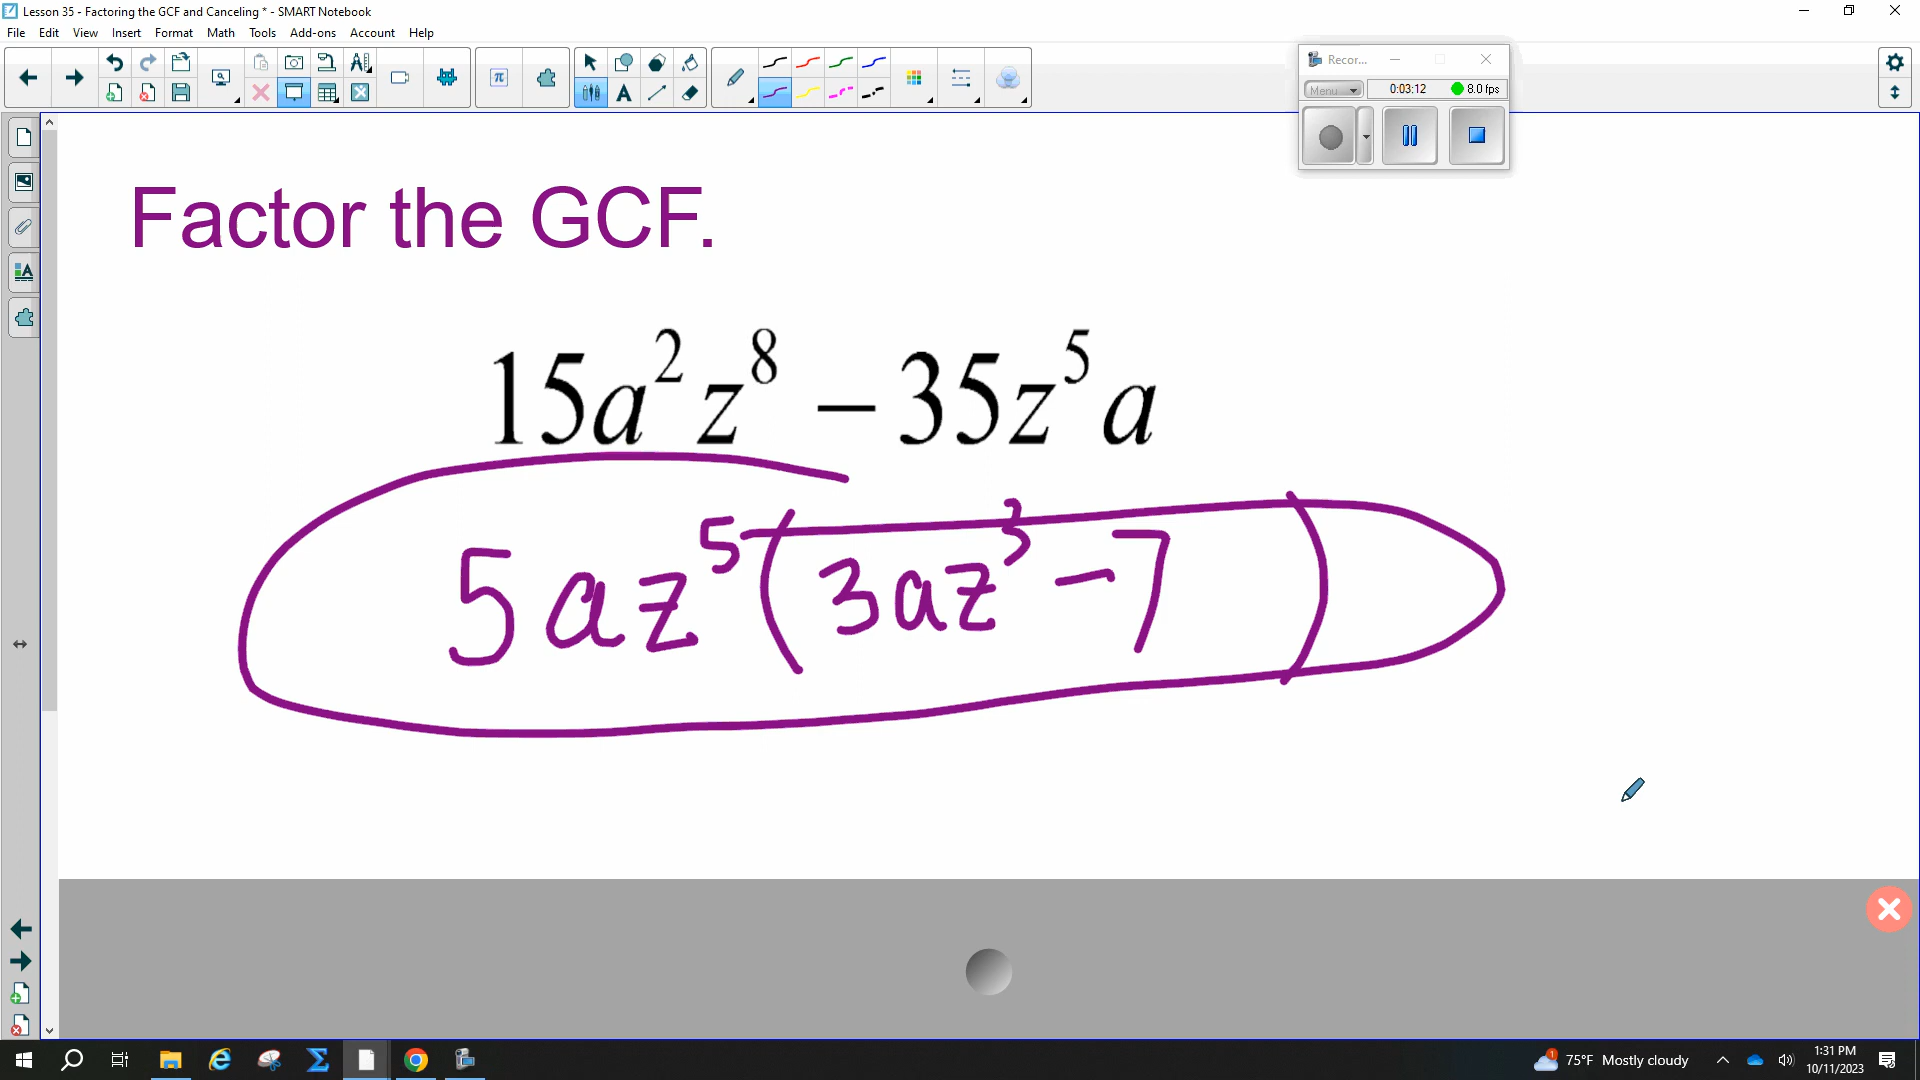 Lesson 35 - Factoring the GCF and Canceling * - SMART Notebook
File Edit View Insert Format Math Tools Add-ons Account Help
Recor...
Menu 0:03:12 8.0 fps
Factor the GCF.
15a²z⁸ – 35z⁵a
5az⁵(3az³ – 7)
75°F Mostly cloudy
1:31 PM
10/11/2023